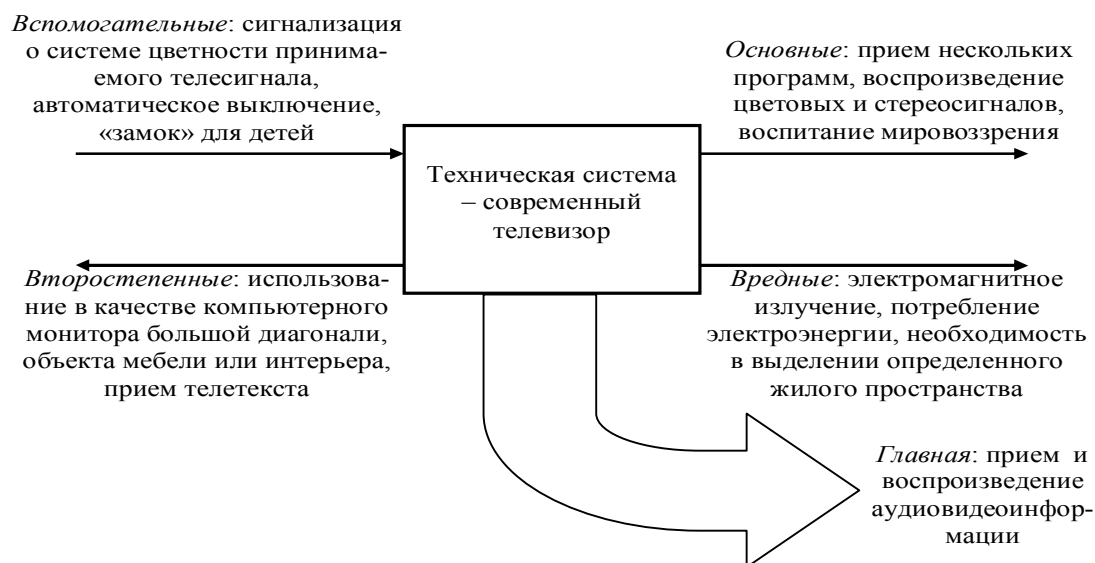 Вспомогательные: сигнализация
о системе цветности принима-
емого телесигнала,
автоматическое выключение,
«замок» для детей
Основные: прием нескольких
программ, воспроизведение
цветовых и стереосигналов,
воспитание мировоззрения
Техническая система
– современный
телевизор
Второстепенные: использова-
ние в качестве компьютерного
монитора большой диагонали,
объекта мебели или интерьера,
прием телетекста
Вредные: электромагнитное
излучение, потребление
электроэнергии, необходимость
в выделении определенного
жилого пространства
Главная: прием и
воспроизведение
аудиовидеоинфор-
мации